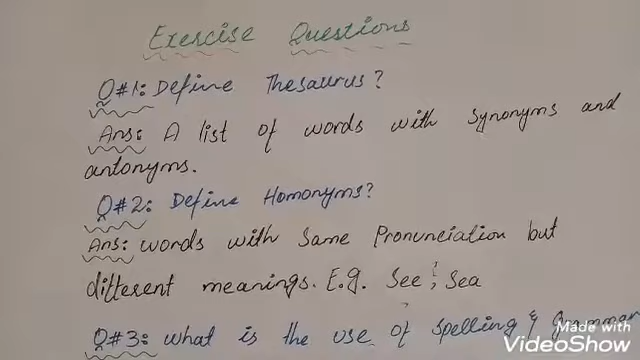 Exercise Questions
Q#1: Define Thesaurus?
Ans: A list of words with synonyms and
antonyms.
Q#2: Define Homonyms?
Ans: words with same Pronunciation but
different meanings. E.g. See, Sea
Q#3: what is the use of spelling & Grammar
Made with
VideoShow